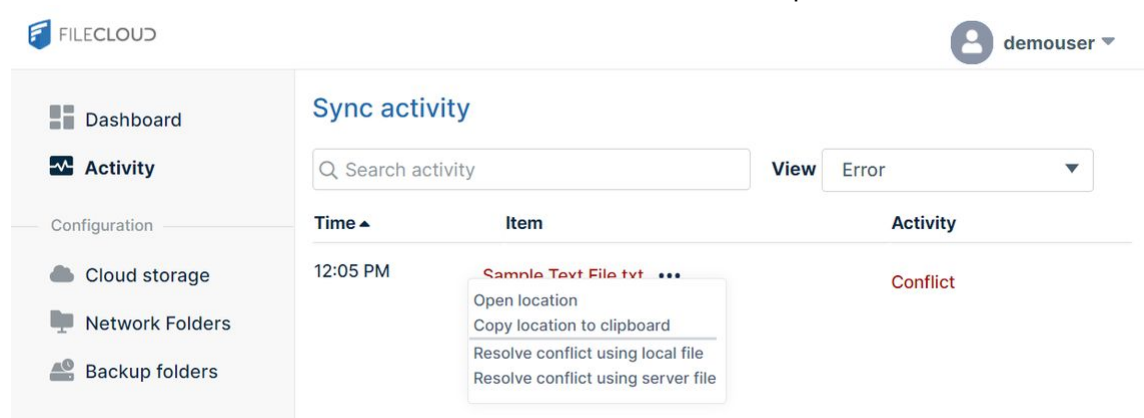 FILECLOUD
demouser
Dashboard
Activity
Configuration
Cloud storage
Network Folders
Backup folders
Sync activity
Search activity
View Error
Time Item Activity
12:05 PM Sample Text File.txt ••• Conflict
Open location
Copy location to clipboard
Resolve conflict using local file
Resolve conflict using server file